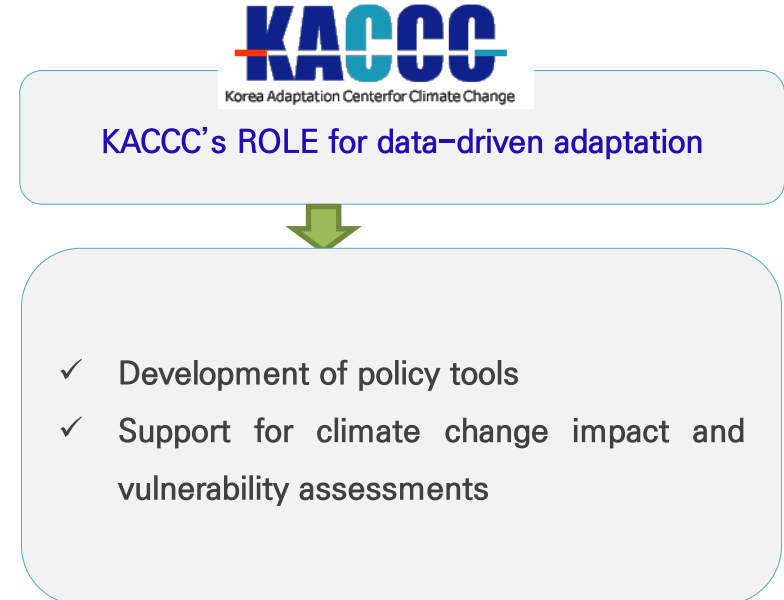 KACCC
Korea Adaptation Centerfor Climate Change
KACCC's ROLE for data-driven adaptation
✓ Development of policy tools
✓ Support for climate change impact and
vulnerability assessments